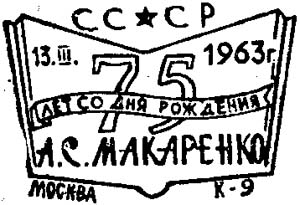 СС★СР
13.III. 1963г
75
ЛЕТ СО ДНЯ РОЖДЕНИЯ
А.С.МАКАРЕНКО
МОСКВА К-9